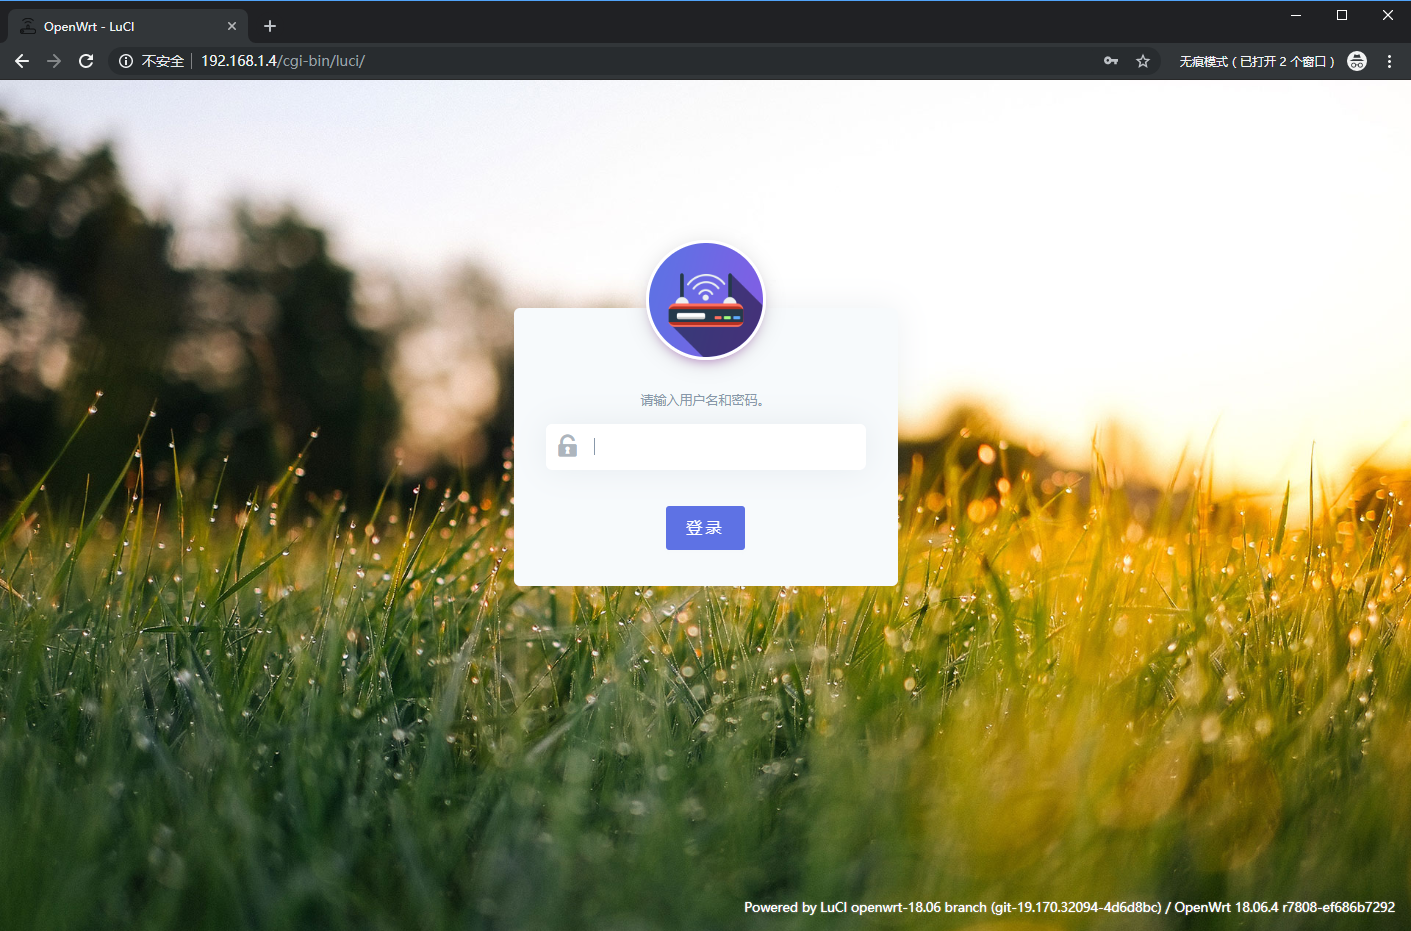 OpenWrt - LuCI
不安全 192.168.1.4/cgi-bin/luci/ 无痕模式（已打开 2 个窗口）
请输入用户名和密码。
登录
Powered by LuCI openwrt-18.06 branch (git-19.170.32094-4d6d8bc) / OpenWrt 18.06.4 r7808-ef686b7292